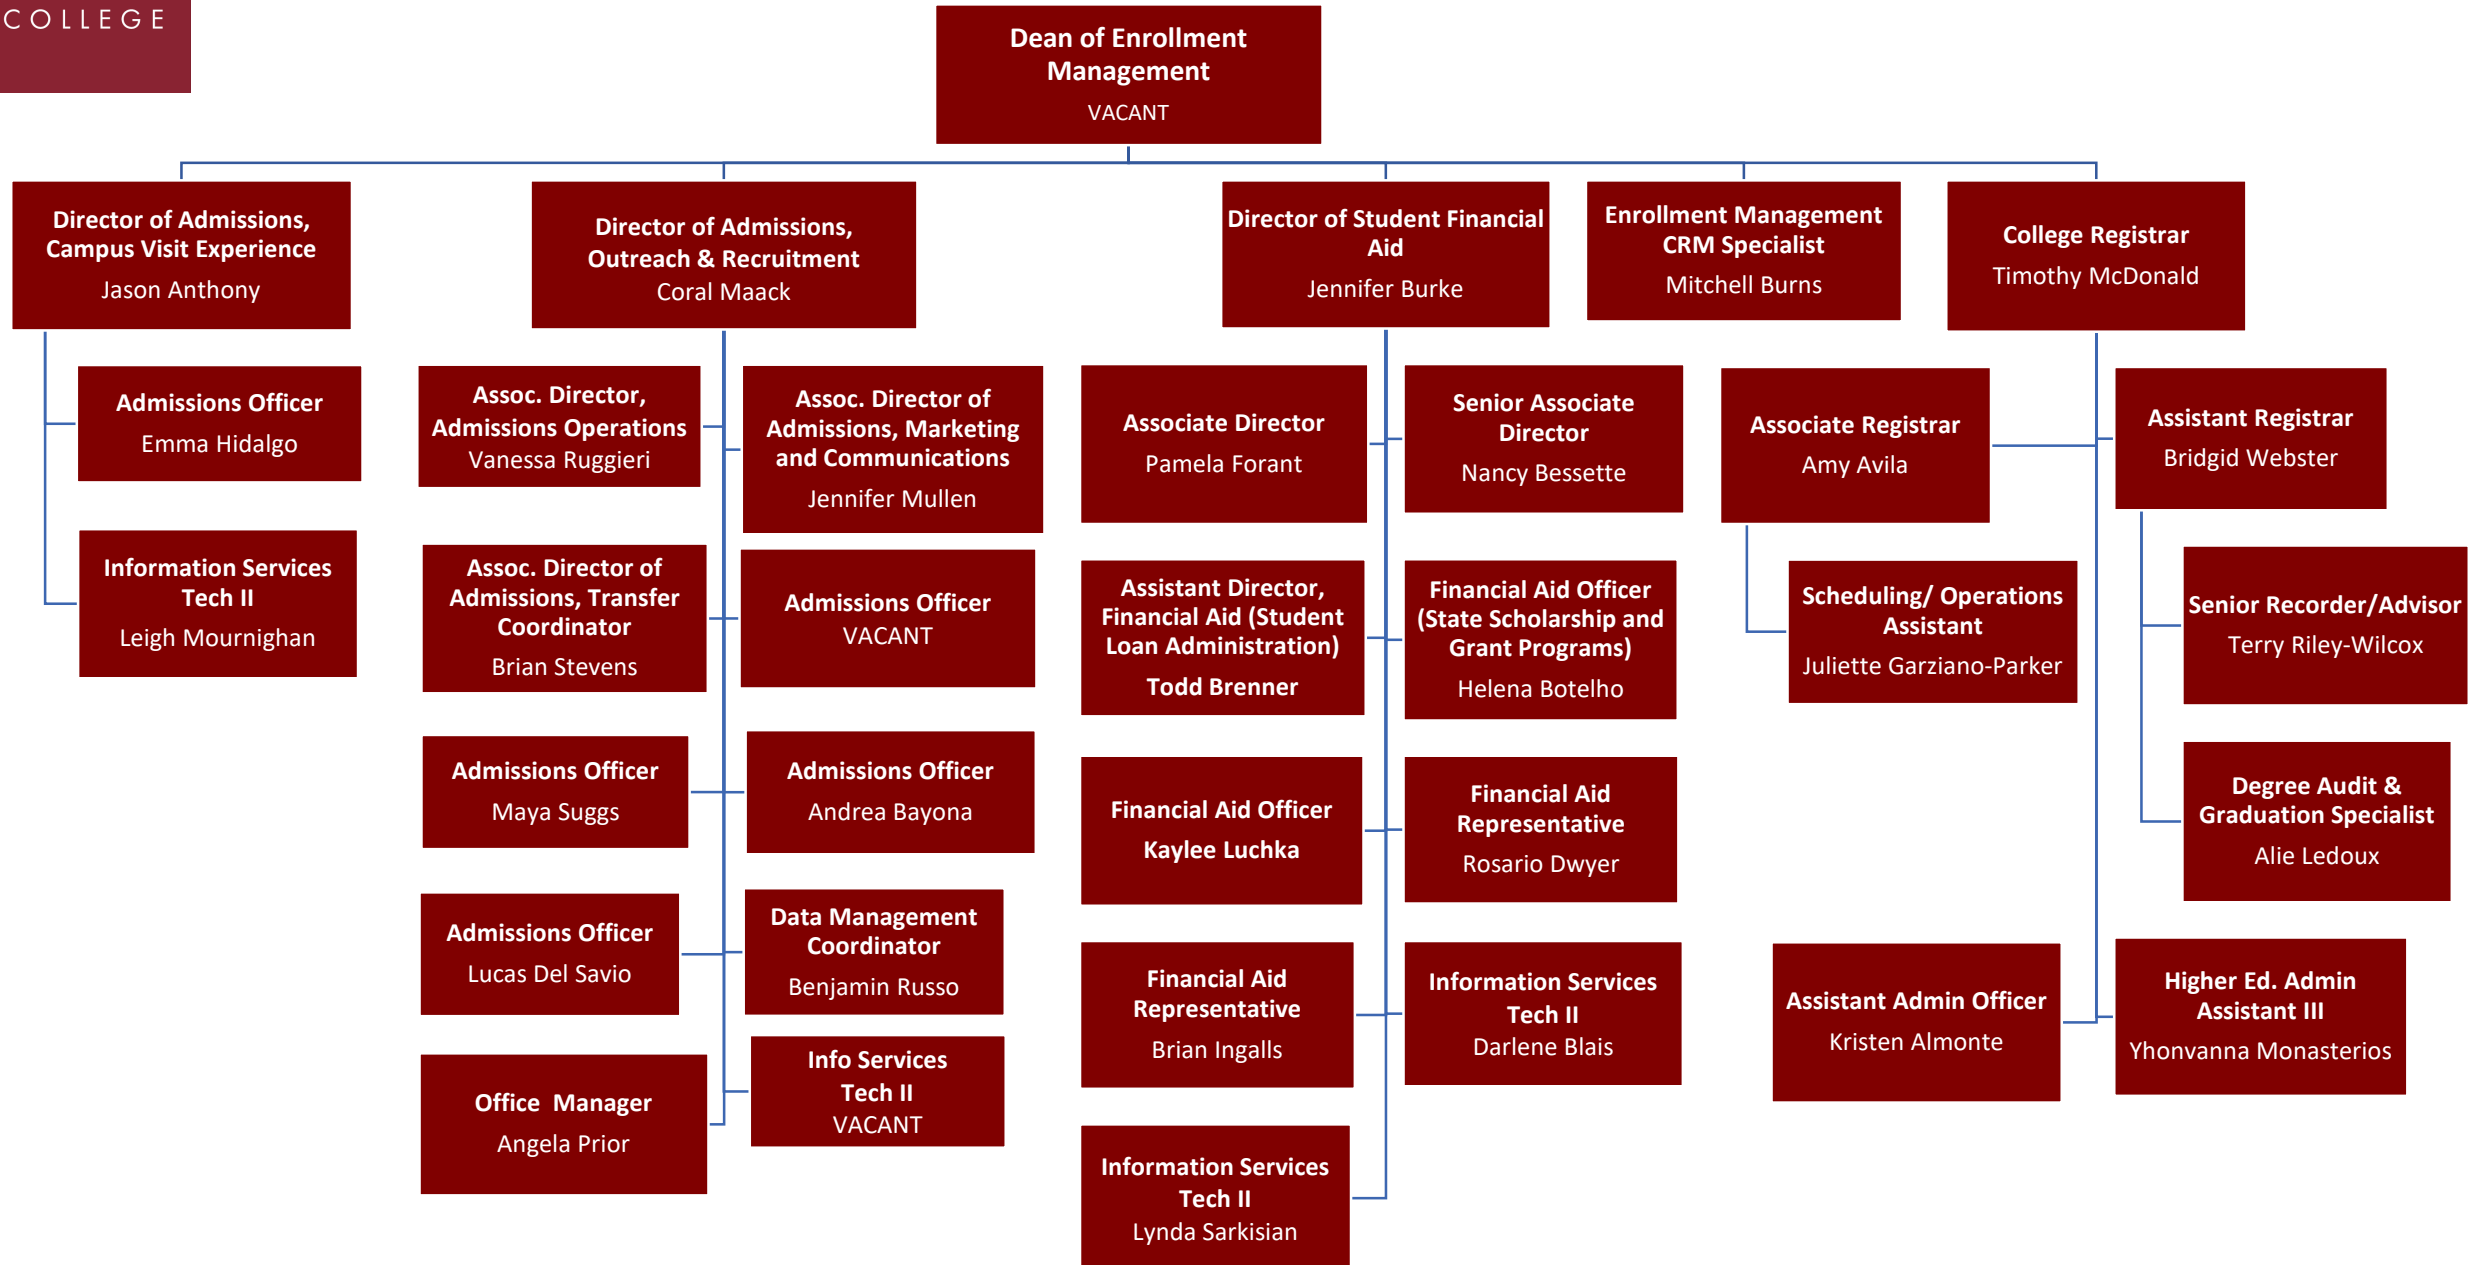 COLLEGE
Dean of Enrollment
Management
VACANT
Director of Admissions,
Campus Visit Experience
Jason Anthony
Admissions Officer
Emma Hidalgo
Information Services
Tech II
Leigh Mournighan
Director of Admissions,
Outreach & Recruitment
Coral Maack
Assoc. Director,
Admissions Operations
Vanessa Ruggieri
Assoc. Director of
Admissions, Marketing
and Communications
Jennifer Mullen
Assoc. Director of
Admissions, Transfer
Coordinator
Brian Stevens
Admissions Officer
VACANT
Admissions Officer
Maya Suggs
Admissions Officer
Andrea Bayona
Admissions Officer
Lucas Del Savio
Data Management
Coordinator
Benjamin Russo
Office Manager
Angela Prior
Info Services
Tech II
VACANT
Director of Student Financial
Aid
Jennifer Burke
Associate Director
Pamela Forant
Senior Associate
Director
Nancy Bessette
Assistant Director,
Financial Aid (Student
Loan Administration)
Todd Brenner
Financial Aid Officer
(State Scholarship and
Grant Programs)
Helena Botelho
Financial Aid Officer
Kaylee Luchka
Financial Aid
Representative
Rosario Dwyer
Financial Aid
Representative
Brian Ingalls
Information Services
Tech II
Darlene Blais
Information Services
Tech II
Lynda Sarkisian
Enrollment Management
CRM Specialist
Mitchell Burns
College Registrar
Timothy McDonald
Associate Registrar
Amy Avila
Scheduling/ Operations
Assistant
Juliette Garziano-Parker
Assistant Registrar
Bridgid Webster
Senior Recorder/Advisor
Terry Riley-Wilcox
Degree Audit &
Graduation Specialist
Alie Ledoux
Assistant Admin Officer
Kristen Almonte
Higher Ed. Admin
Assistant III
Yhonvanna Monasterios